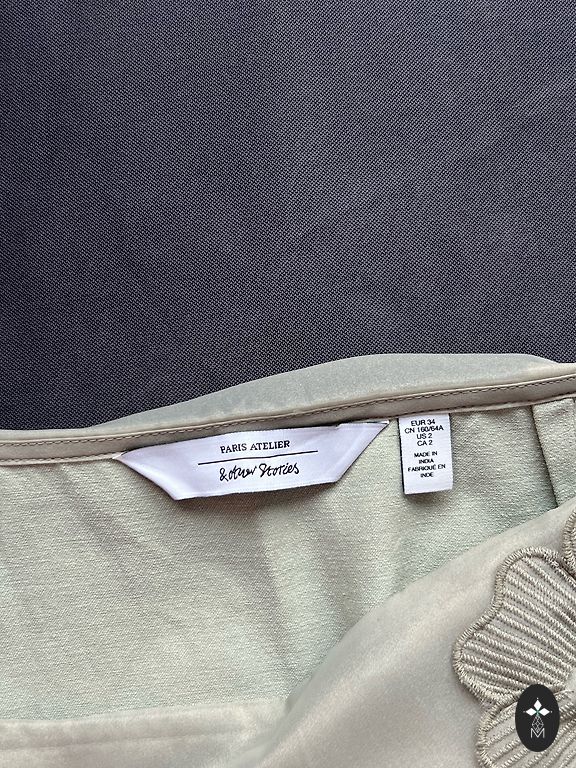 PARIS ATELIER
& other Stories
EUR 34
CN 160/64A
US 2
CA 2
MADE IN
INDIA
FABRIQUÉ EN
INDE
M